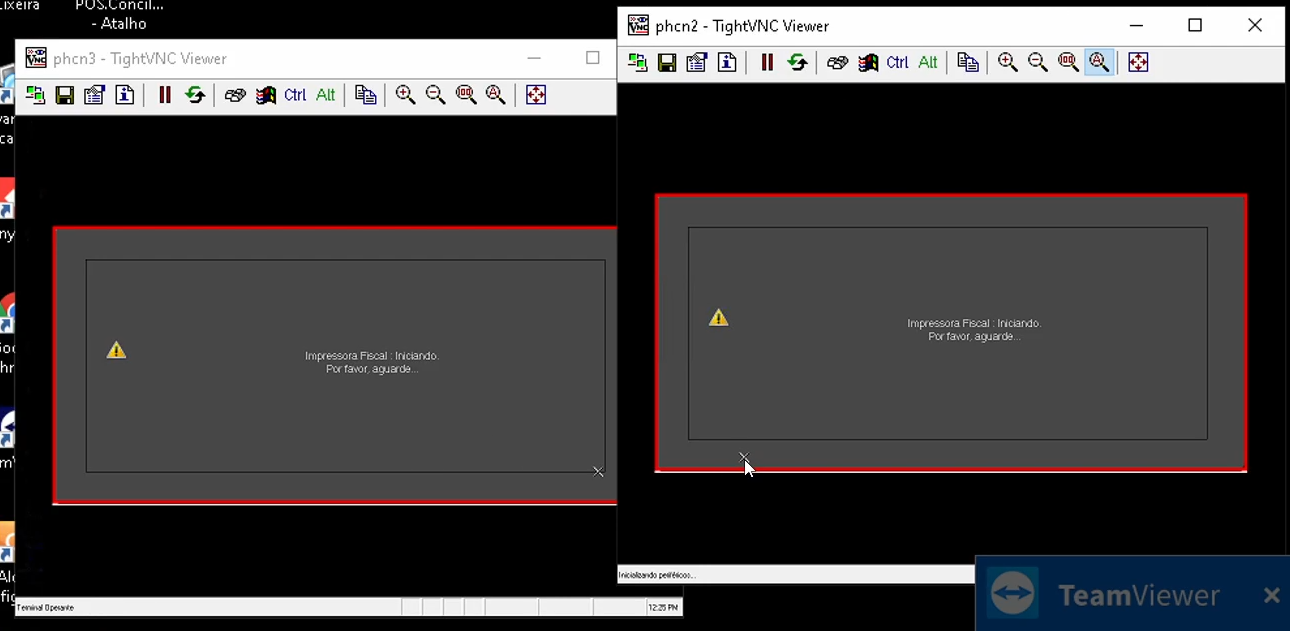 ixeira
POS.Concil...
- Atalho
phcn3 - TightVNC Viewer
Ctrl Alt
Impressora Fiscal : Iniciando.
Por favor, aguarde...
Terminal Operante
12:25 PM
phcn2 - TightVNC Viewer
Ctrl Alt
Impressora Fiscal : Iniciando.
Por favor, aguarde...
Inicializando periféricos...
TeamViewer